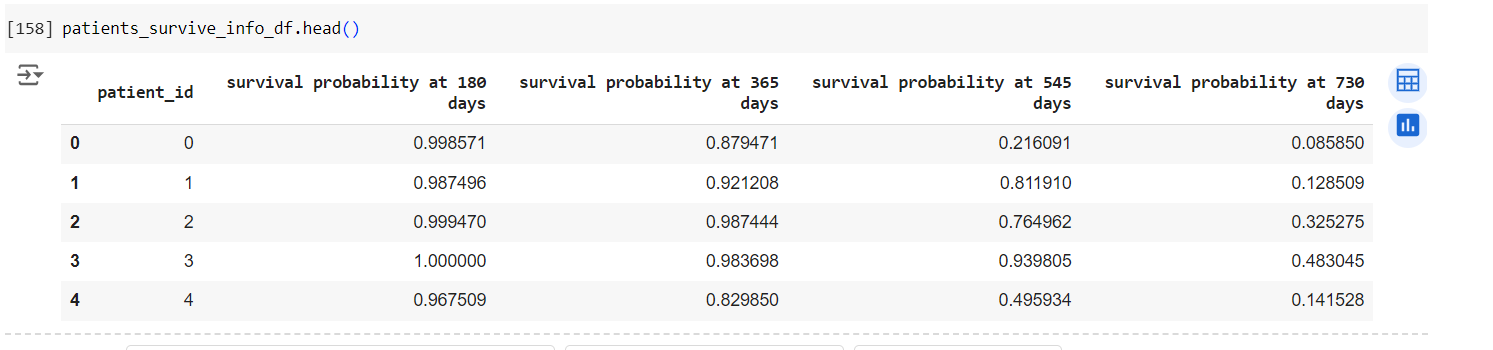 [158] patients_survive_info_df.head()
patient_id survival probability at 180 days survival probability at 365 days survival probability at 545 days survival probability at 730 days
0 0 0.998571 0.879471 0.216091 0.085850
1 1 0.987496 0.921208 0.811910 0.128509
2 2 0.999470 0.987444 0.764962 0.325275
3 3 1.000000 0.983698 0.939805 0.483045
4 4 0.967509 0.829850 0.495934 0.141528